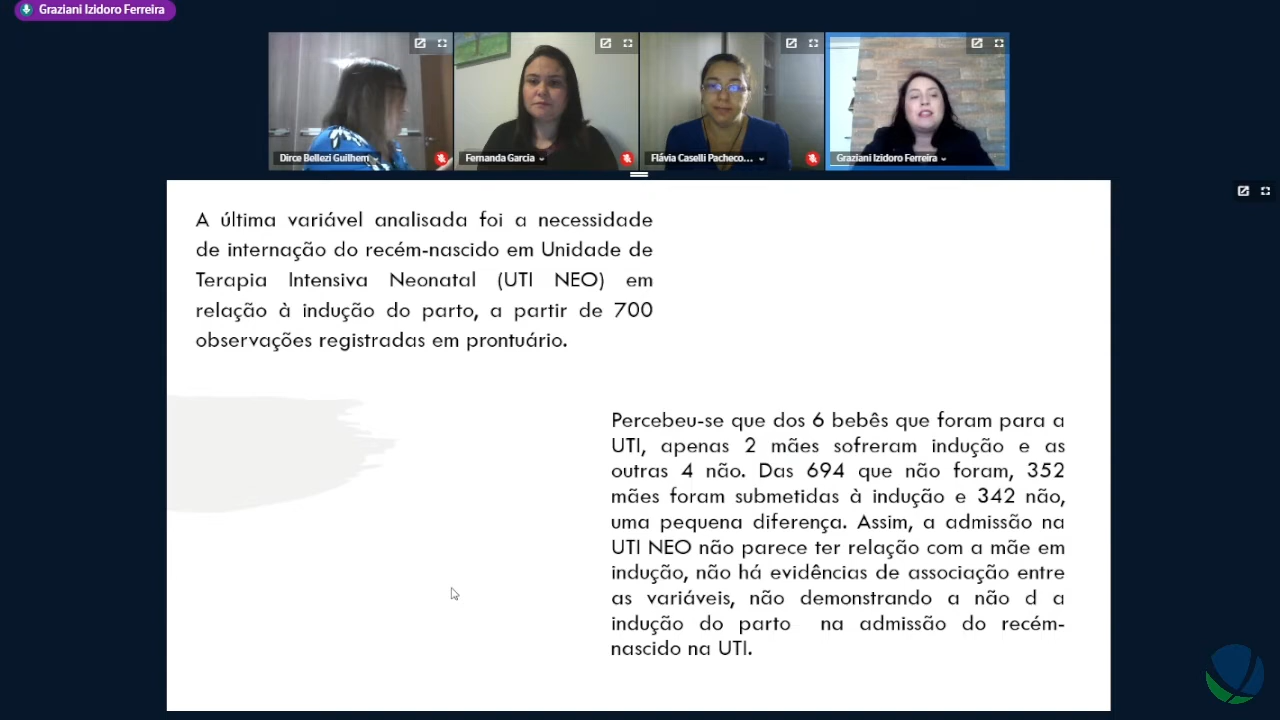 Graziani Izidoro Ferreira
Dirce Bellezi Guilhem
Fernanda Garcia
Flávia Caselli Pacheco...
Graziani Izidoro Ferreira
A última variável analisada foi a necessidade
de internação do recém-nascido em Unidade de
Terapia Intensiva Neonatal (UTI NEO) em
relação à indução do parto, a partir de 700
observações registradas em prontuário.
Percebeu-se que dos 6 bebês que foram para a
UTI, apenas 2 mães sofreram indução e as
outras 4 não. Das 694 que não foram, 352
mães foram submetidas à indução e 342 não,
uma pequena diferença. Assim, a admissão na
UTI NEO não parece ter relação com a mãe em
indução, não há evidências de associação entre
as variáveis, não demonstrando a não d a
indução do parto na admissão do recém-
nascido na UTI.